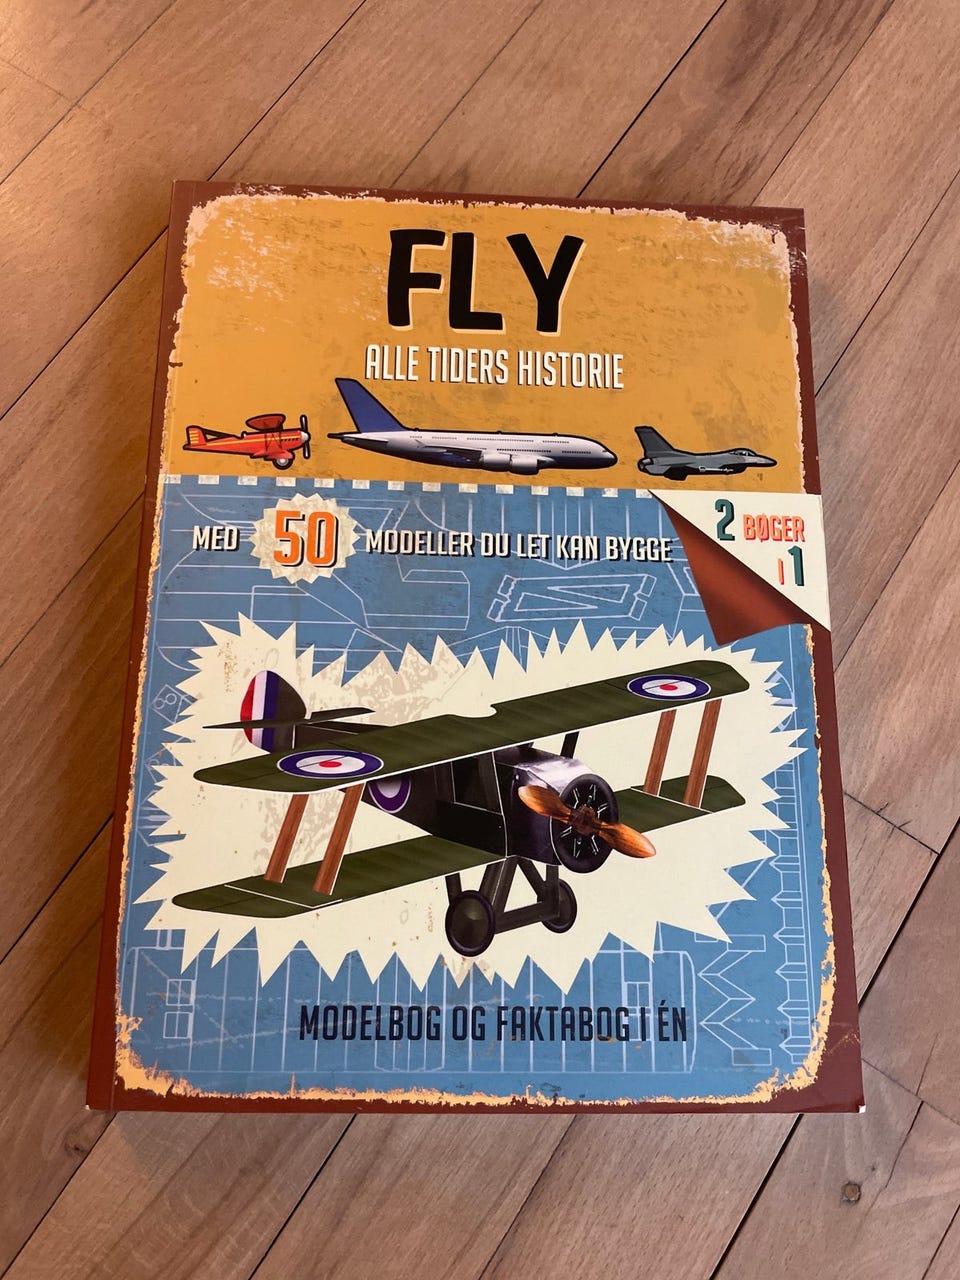 FLY
ALLE TIDERS HISTORIE
MED 50 MODELLER DU LET KAN BYGGE
2 BØGER
I 1
MODELBOG OG FAKTABOG I ÉN